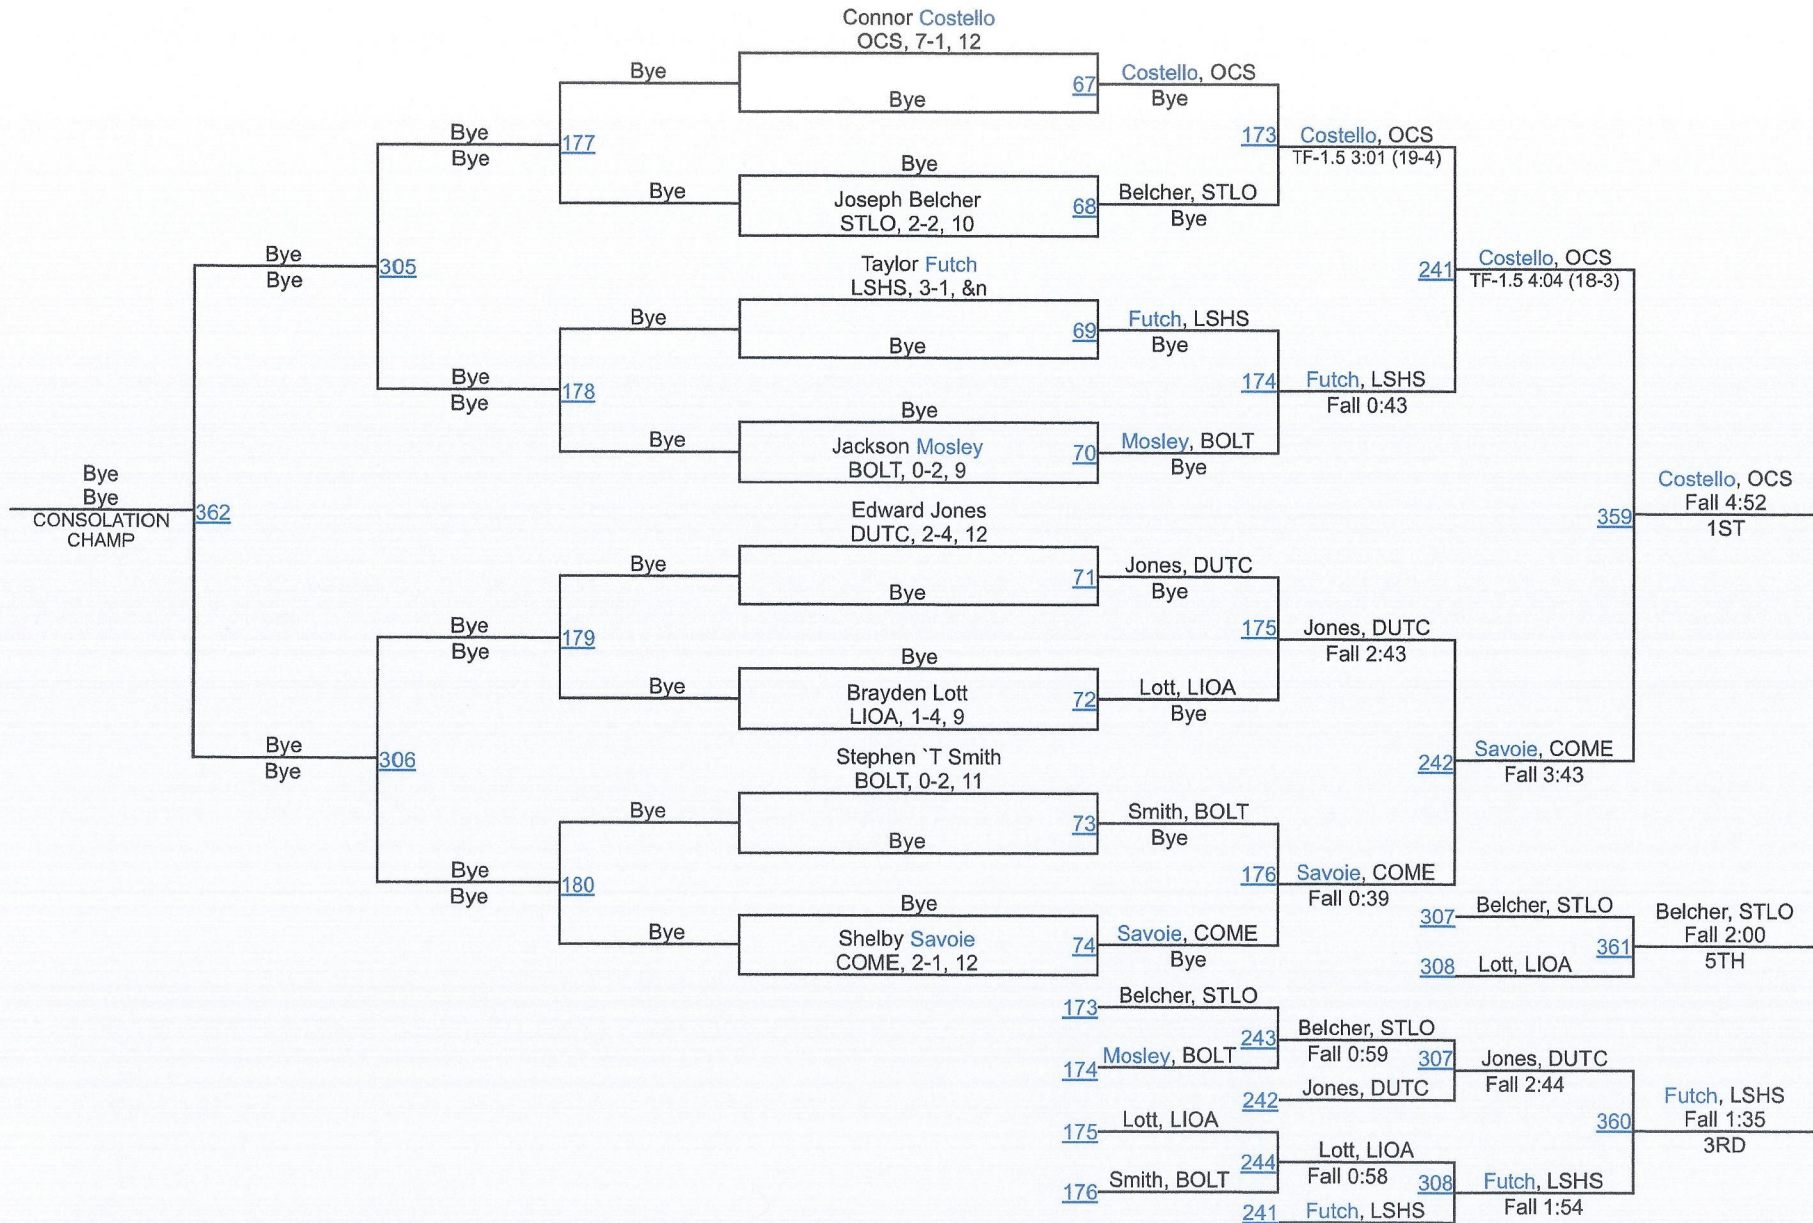 Connor Costello
OCS, 7-1, 12
Bye
Bye
67
Costello, OCS
Bye
Bye
Bye
177
173
Costello, OCS
TF-1.5 3:01 (19-4)
Bye
Bye
Joseph Belcher
STLO, 2-2, 10
68
Belcher, STLO
Bye
Bye
Bye
305
Taylor Futch
LSHS, 3-1, &n
241
Costello, OCS
TF-1.5 4:04 (18-3)
Bye
Bye
69
Futch, LSHS
Bye
Bye
Bye
178
174
Futch, LSHS
Fall 0:43
Bye
Bye
Jackson Mosley
BOLT, 0-2, 9
70
Mosley, BOLT
Bye
Bye
Bye
CONSOLATION
CHAMP
362
Edward Jones
DUTC, 2-4, 12
359
Costello, OCS
Fall 4:52
1ST
Bye
Bye
71
Jones, DUTC
Bye
Bye
Bye
179
175
Jones, DUTC
Fall 2:43
Bye
Bye
Brayden Lott
LIOA, 1-4, 9
72
Lott, LIOA
Bye
Bye
Bye
306
Stephen `T Smith
BOLT, 0-2, 11
242
Savoie, COME
Fall 3:43
Bye
Bye
73
Smith, BOLT
Bye
Bye
Bye
180
176
Savoie, COME
Fall 0:39
Bye
Bye
Shelby Savoie
COME, 2-1, 12
74
Savoie, COME
Bye
307
Belcher, STLO
308
Lott, LIOA
361
Belcher, STLO
Fall 2:00
5TH
173
Belcher, STLO
174
Mosley, BOLT
243
Belcher, STLO
Fall 0:59
242
Jones, DUTC
307
Jones, DUTC
Fall 2:44
175
Lott, LIOA
176
Smith, BOLT
244
Lott, LIOA
Fall 0:58
241
Futch, LSHS
308
Futch, LSHS
Fall 1:54
360
Futch, LSHS
Fall 1:35
3RD